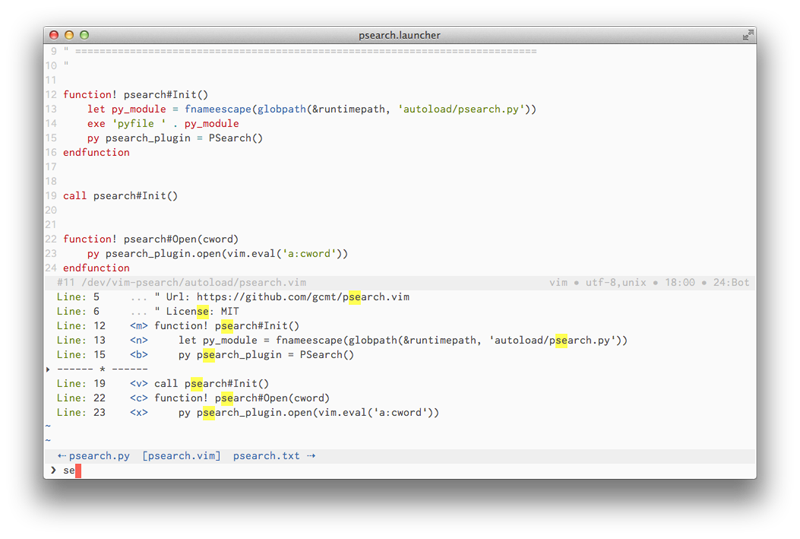 psearch.launcher
9 " ============================================================================
10 "
11
12 function! psearch#Init()
13     let py_module = fnameescape(globpath(&runtimepath, 'autoload/psearch.py'))
14     exe 'pyfile ' . py_module
15     py psearch_plugin = PSearch()
16 endfunction
17
18
19 call psearch#Init()
20
21
22 function! psearch#Open(cword)
23     py psearch_plugin.open(vim.eval('a:cword'))
24 endfunction
#11 /dev/vim-psearch/autoload/psearch.vim vim • utf-8,unix • 18:00 • 24:Bot
Line: 5     ... " Url: https://github.com/gcmt/psearch.vim
Line: 6     ... " License: MIT
Line: 12    <m> function! psearch#Init()
Line: 13    <n>     let py_module = fnameescape(globpath(&runtimepath, 'autoload/psearch.py'))
Line: 15    <b>     py psearch_plugin = PSearch()
------ * ------
Line: 19    <v> call psearch#Init()
Line: 22    <c> function! psearch#Open(cword)
Line: 23    <x>     py psearch_plugin.open(vim.eval('a:cword'))
~
~
←psearch.py  [psearch.vim]  psearch.txt →
❯ se